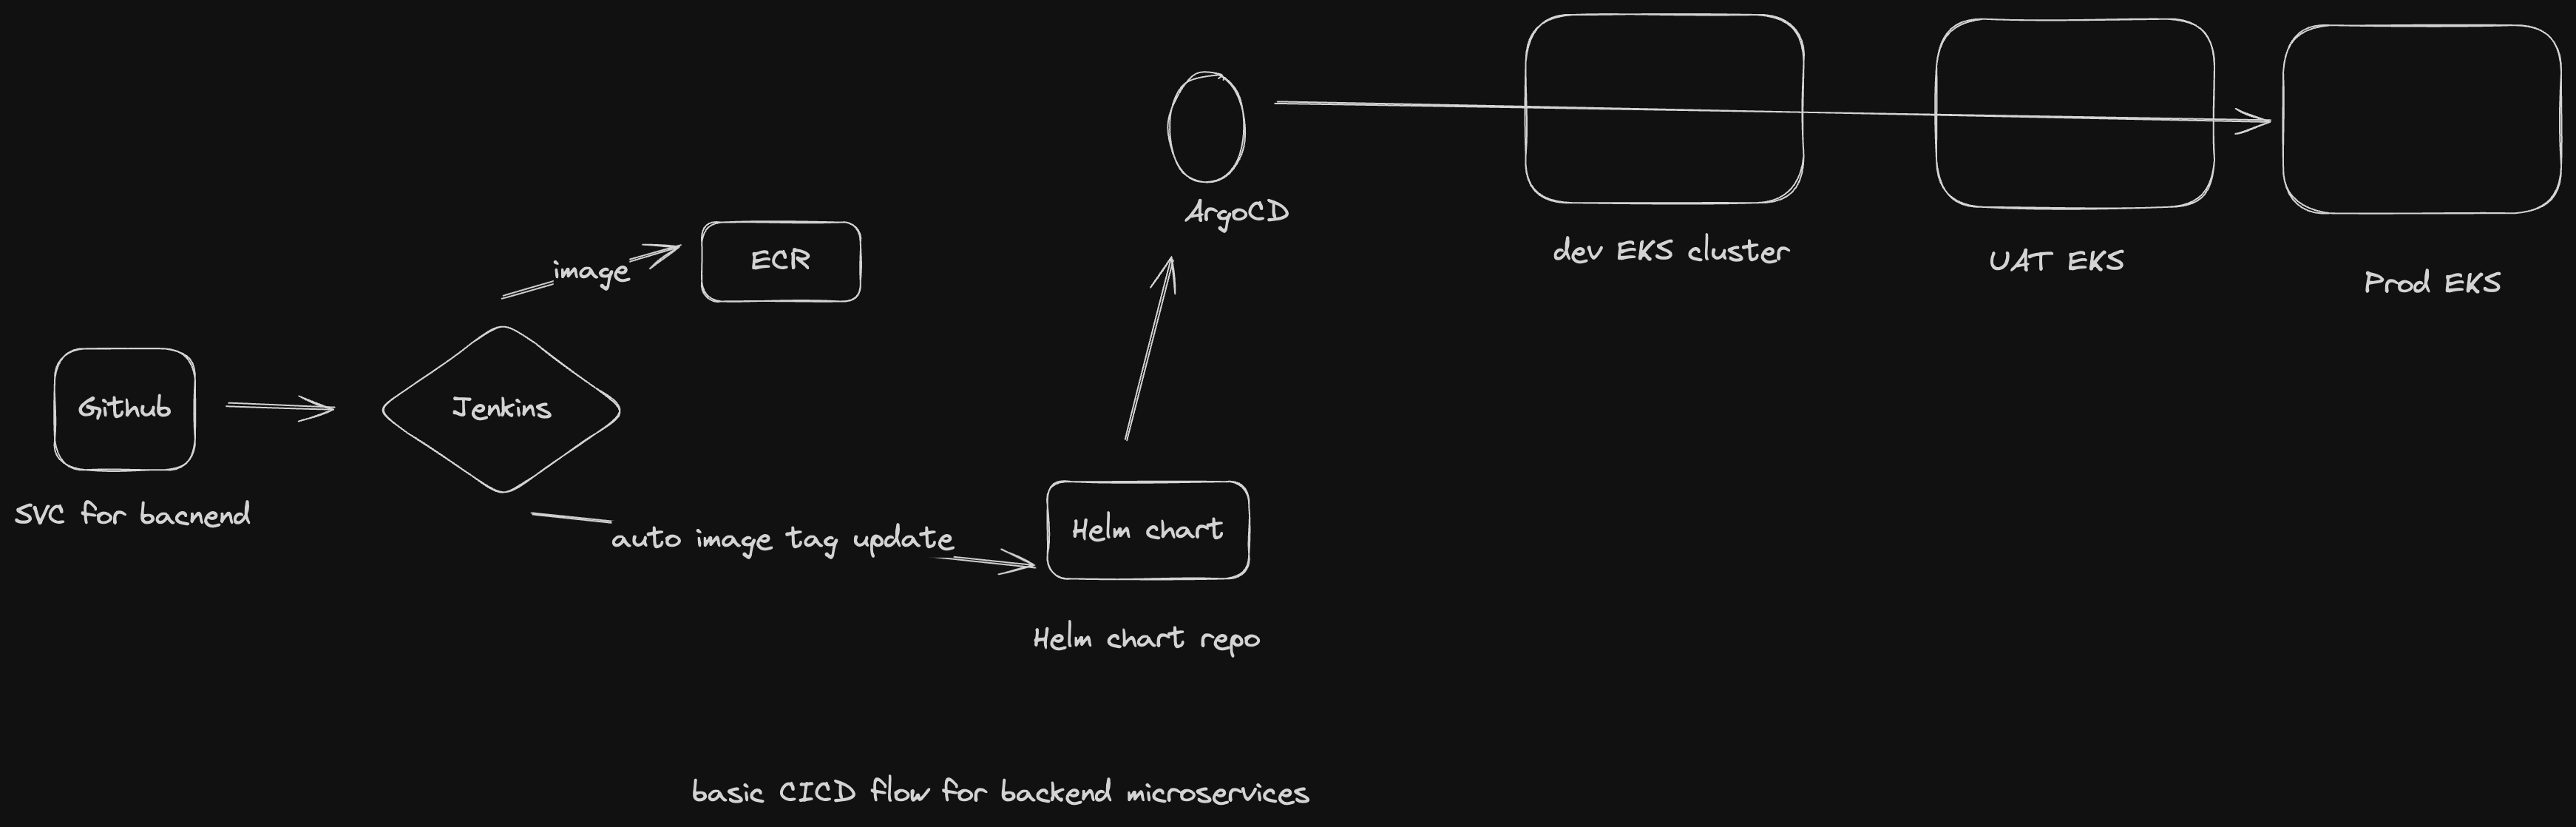 ArgoCD
dev EKS cluster
UAT EKS
Prod EKS
image
ECR
Github
Jenkins
SVC for bacnend
auto image tag update
Helm chart
Helm chart repo
basic CICD flow for backend microservices